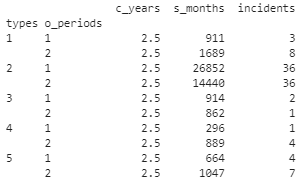 c_years s_months incidents
types o_periods
1 1 2.5 911 3
2 2.5 1689 8
2 1 2.5 26852 36
2 2.5 14440 36
3 1 2.5 914 2
2 2.5 862 1
4 1 2.5 296 1
2 2.5 889 4
5 1 2.5 664 4
2 2.5 1047 7